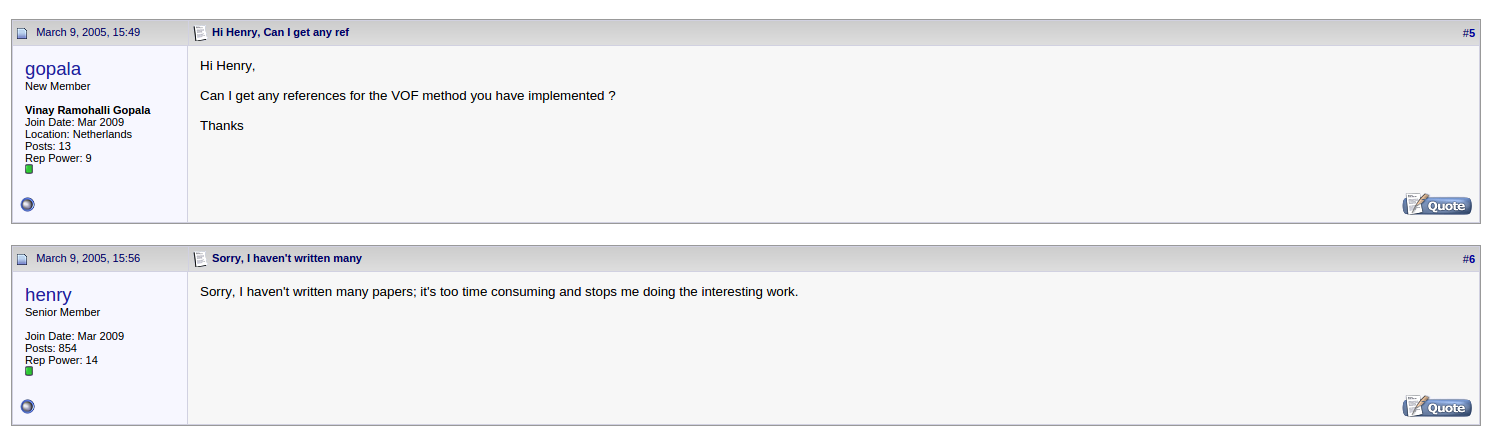 March 9, 2005, 15:49
Hi Henry, Can I get any ref
#5
gopala
New Member
Vinay Ramohalli Gopala
Join Date: Mar 2009
Location: Netherlands
Posts: 13
Rep Power: 9
Hi Henry,
Can I get any references for the VOF method you have implemented ?
Thanks
Quote
March 9, 2005, 15:56
Sorry, I haven't written many
#6
henry
Senior Member
Join Date: Mar 2009
Posts: 854
Rep Power: 14
Sorry, I haven't written many papers; it's too time consuming and stops me doing the interesting work.
Quote